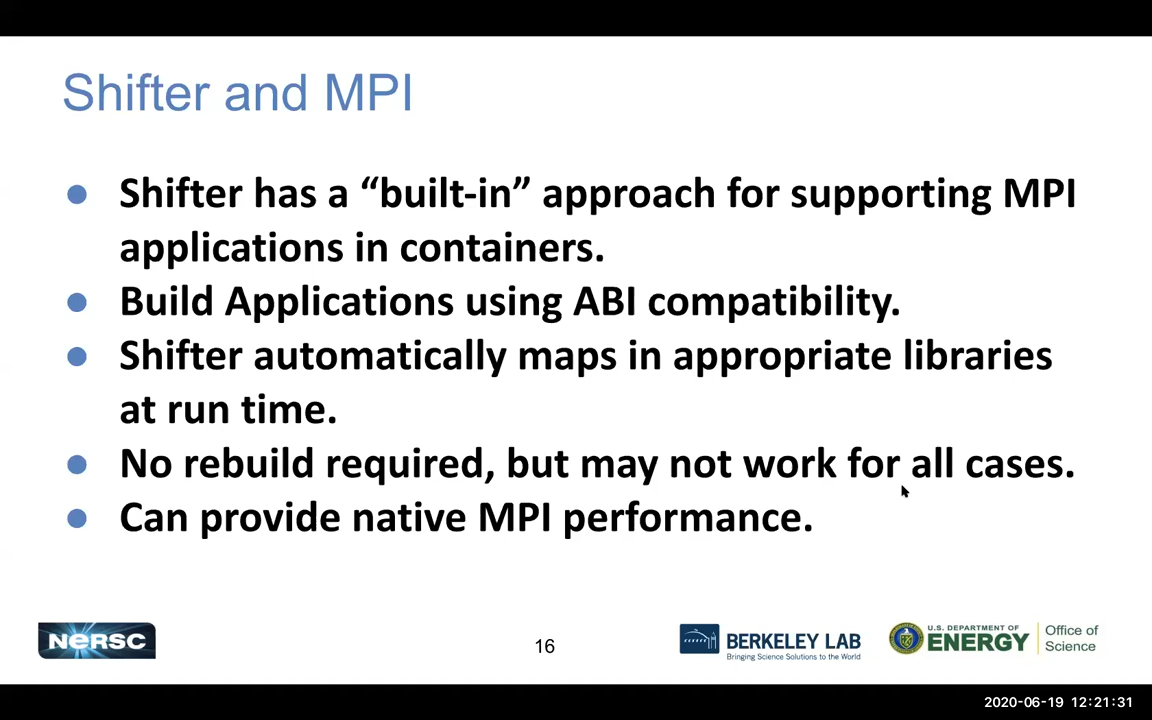 Shifter and MPI
● Shifter has a “built-in” approach for supporting MPI
applications in containers.
● Build Applications using ABI compatibility.
● Shifter automatically maps in appropriate libraries
at run time.
● No rebuild required, but may not work for all cases.
● Can provide native MPI performance.
NERSC
16
BERKELEY LAB
Bringing Science Solutions to the World
U.S. DEPARTMENT OF
ENERGY
Office of
Science
2020-06-19 12:21:31